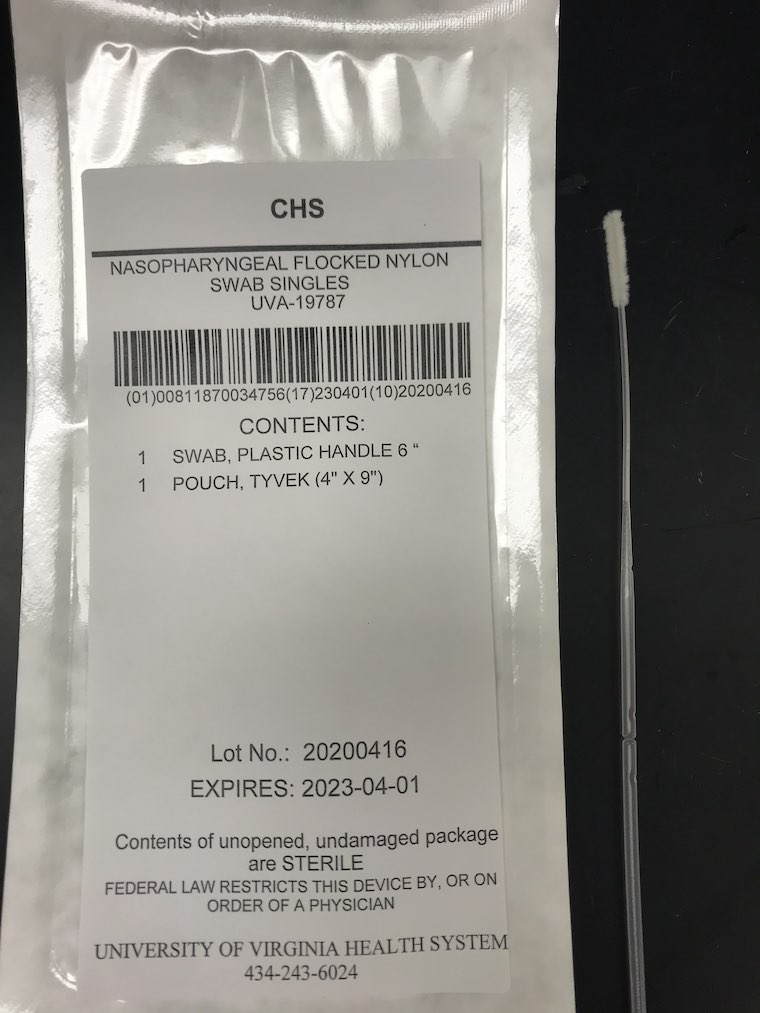 CHS
NASOPHARYNGEAL FLOCKED NYLON
SWAB SINGLES
UVA-19787
(01)00811870034756(17)230401(10)20200416
CONTENTS:
1 SWAB, PLASTIC HANDLE 6 “
1 POUCH, TYVEK (4" X 9")
Lot No.: 20200416
EXPIRES: 2023-04-01
Contents of unopened, undamaged package
are STERILE
FEDERAL LAW RESTRICTS THIS DEVICE BY, OR ON
ORDER OF A PHYSICIAN
UNIVERSITY OF VIRGINIA HEALTH SYSTEM
434-243-6024